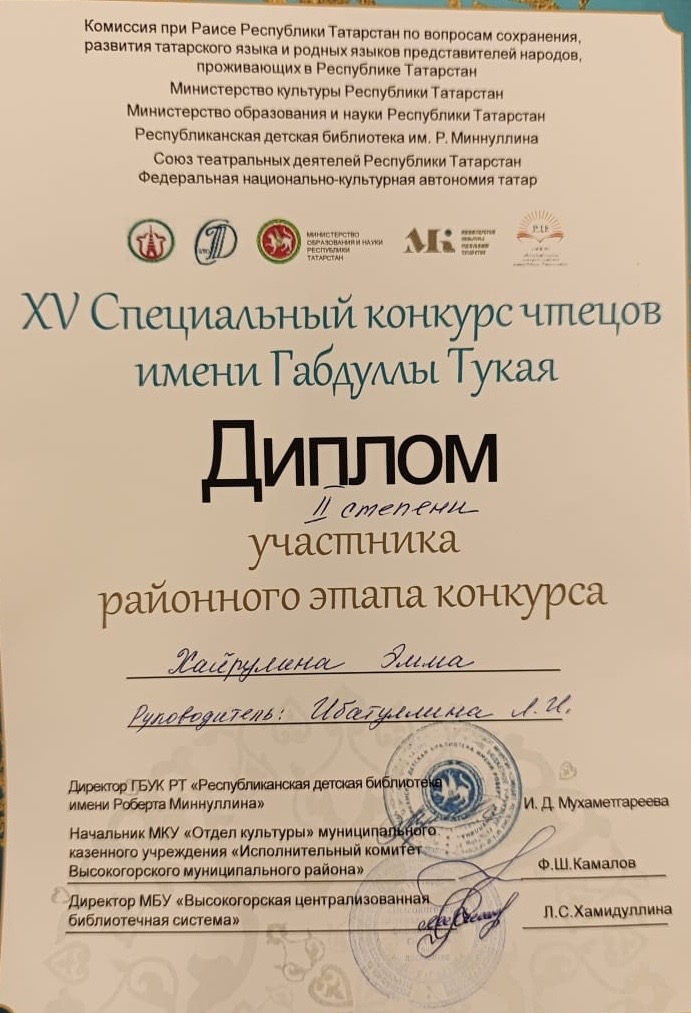 Комиссия при Раисе Республики Татарстан по вопросам сохранения,
развития татарского языка и родных языков представителей народов,
проживающих в Республике Татарстан
Министерство культуры Республики Татарстан
Министерство образования и науки Республики Татарстан
Республиканская детская библиотека им. Р. Миннуллина
Союз театральных деятелей Республики Татарстан
Федеральная национально-культурная автономия татар
МИНИСТЕРСТВО
ОБРАЗОВАНИЯ И НАУКИ
РЕСПУБЛИКИ
ТАТАРСТАН
XV Специальный конкурс чтецов
имени Габдуллы Тукая
Диплом
II степени
участника
районного этапа конкурса
Хайрулина Эмма
Руководитель: Ибатуллина Л.И.
Директор ГБУК РТ «Республиканская детская библиотека
имени Роберта Миннуллина»
И. Д. Мухаметгареева
Начальник МКУ «Отдел культуры» муниципального
казенного учреждения «Исполнительный комитет
Высокогорского муниципального района»
Ф.Ш.Камалов
Директор МБУ «Высокогорская централизованная
библиотечная система»
Л.С.Хамидуллина